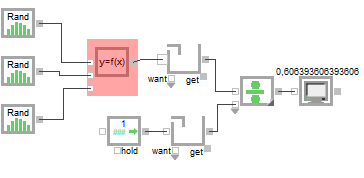 Rand
y=f(x)
0,606393606393606
Rand
want
get
Rand
1
###
hold
want
get